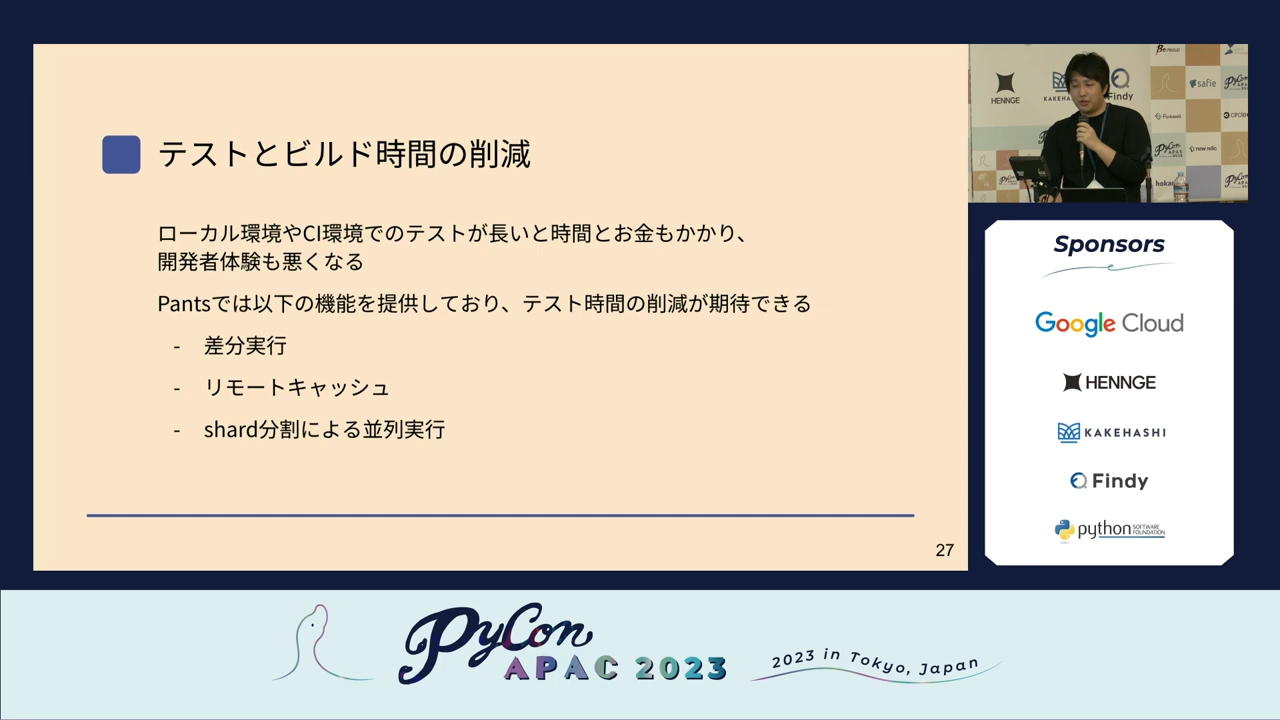 テストとビルド時間の削減
ローカル環境やCI環境でのテストが長いと時間とお金もかかり、
開発者体験も悪くなる
Pantsでは以下の機能を提供しており、テスト時間の削減が期待できる
- 差分実行
- リモートキャッシュ
- shard分割による並列実行
27
HENNGE
Findy
safie
new relic
Sponsors
Google Cloud
HENNGE
KAKEHASHI
Findy
python SOFTWARE FOUNDATION
PyCon
APAC 2023
2023 in Tokyo, Japan